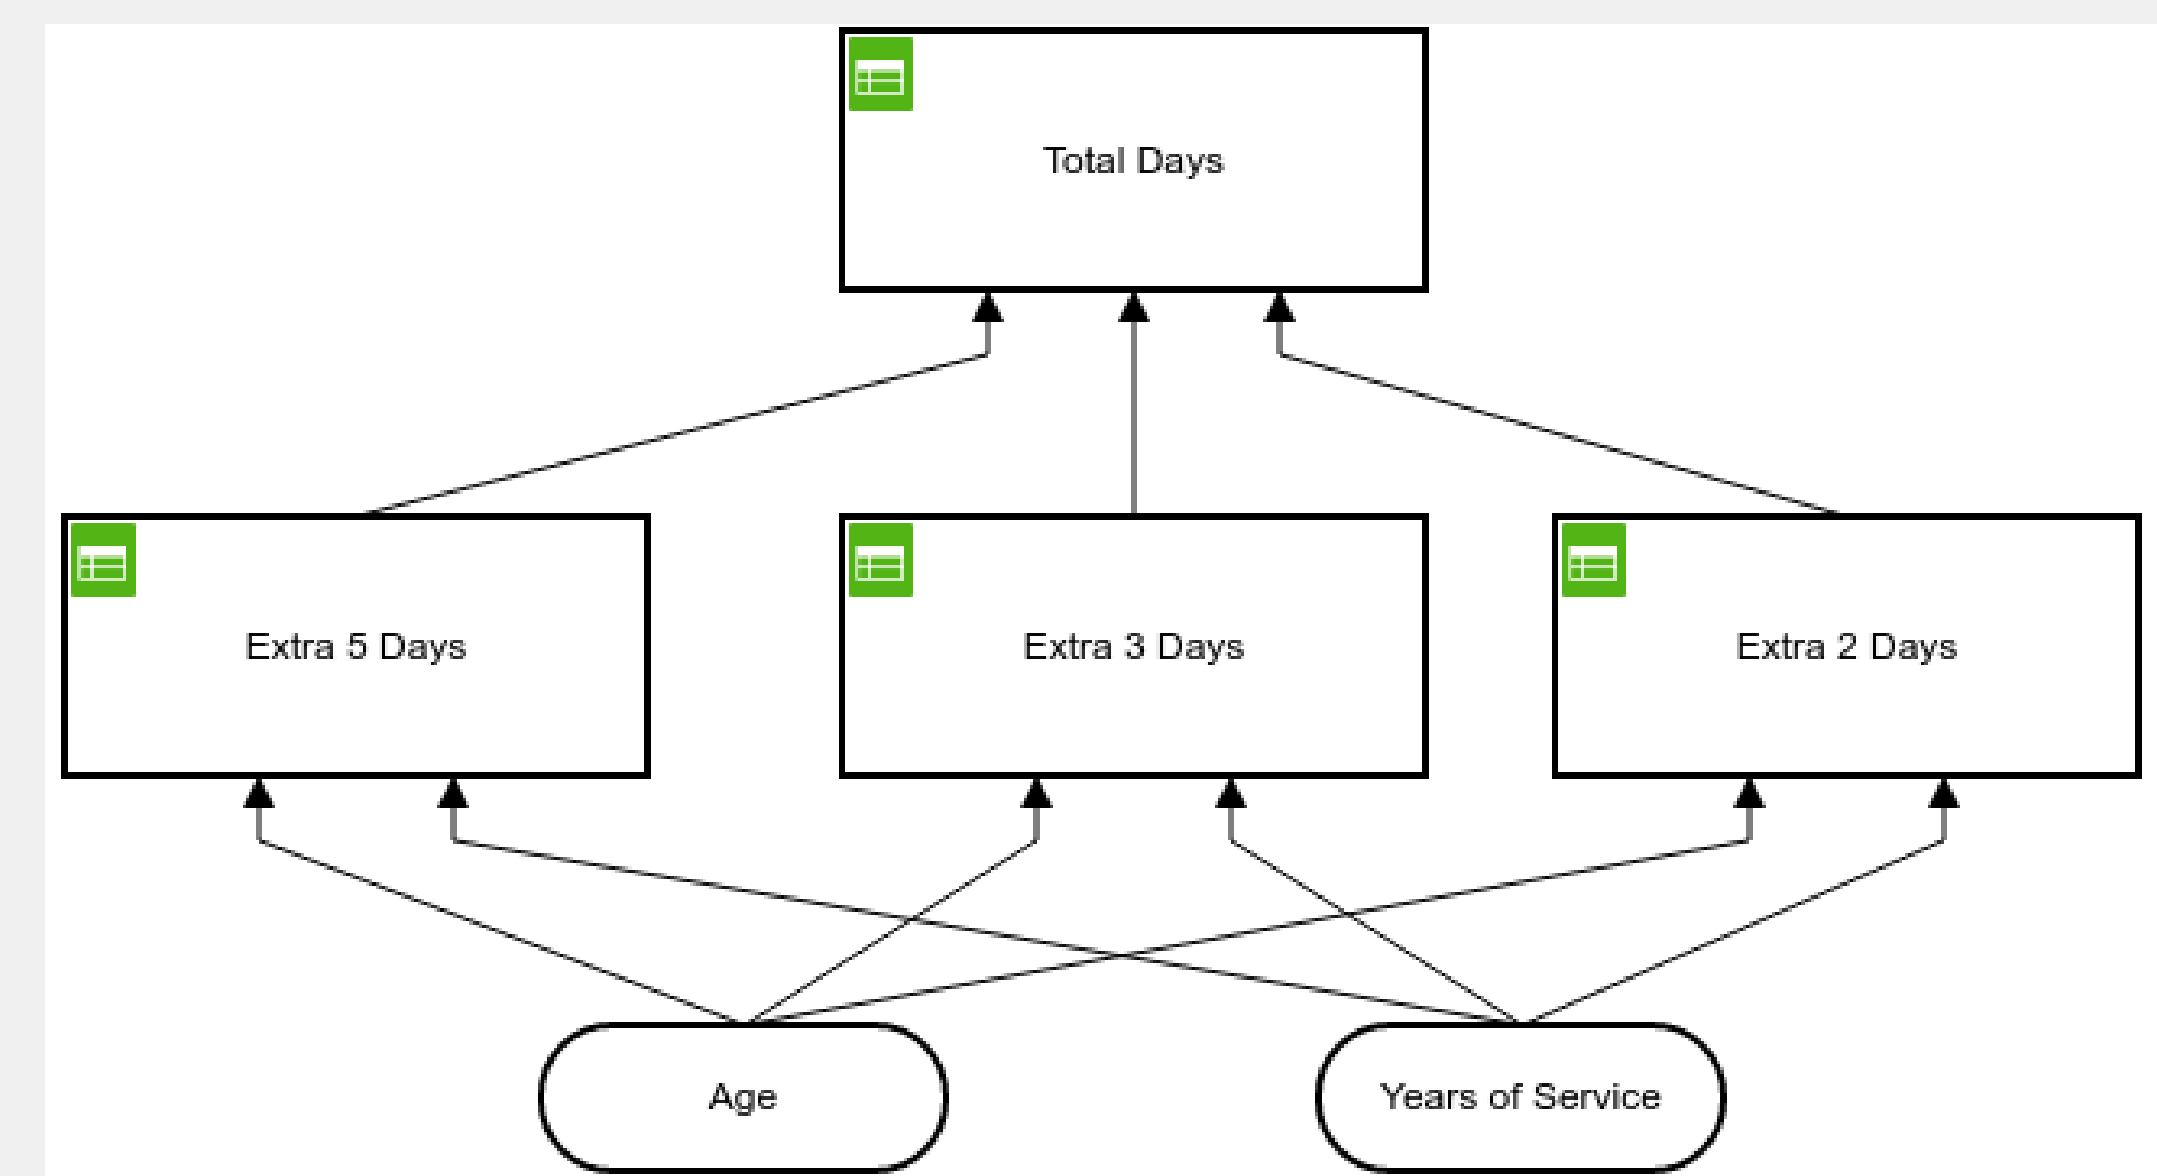 Total Days
Extra 5 Days
Extra 3 Days
Extra 2 Days
Age
Years of Service